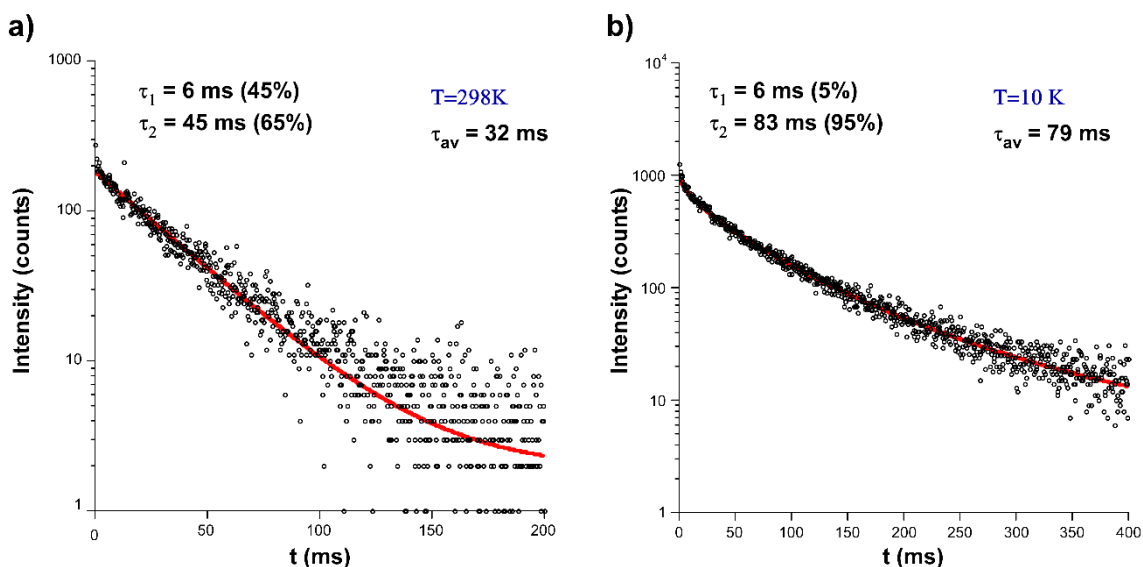 a)
1000
τ1 = 6 ms (45%)
τ2 = 45 ms (65%)
T=298K
τav = 32 ms
Intensity (counts)
100
10
1
0 50 100 150 200
t (ms)
b)
10^4
τ1 = 6 ms (5%)
τ2 = 83 ms (95%)
T=10 K
τav = 79 ms
Intensity (counts)
1000
100
10
1
0 50 100 150 200 250 300 350 400
t (ms)